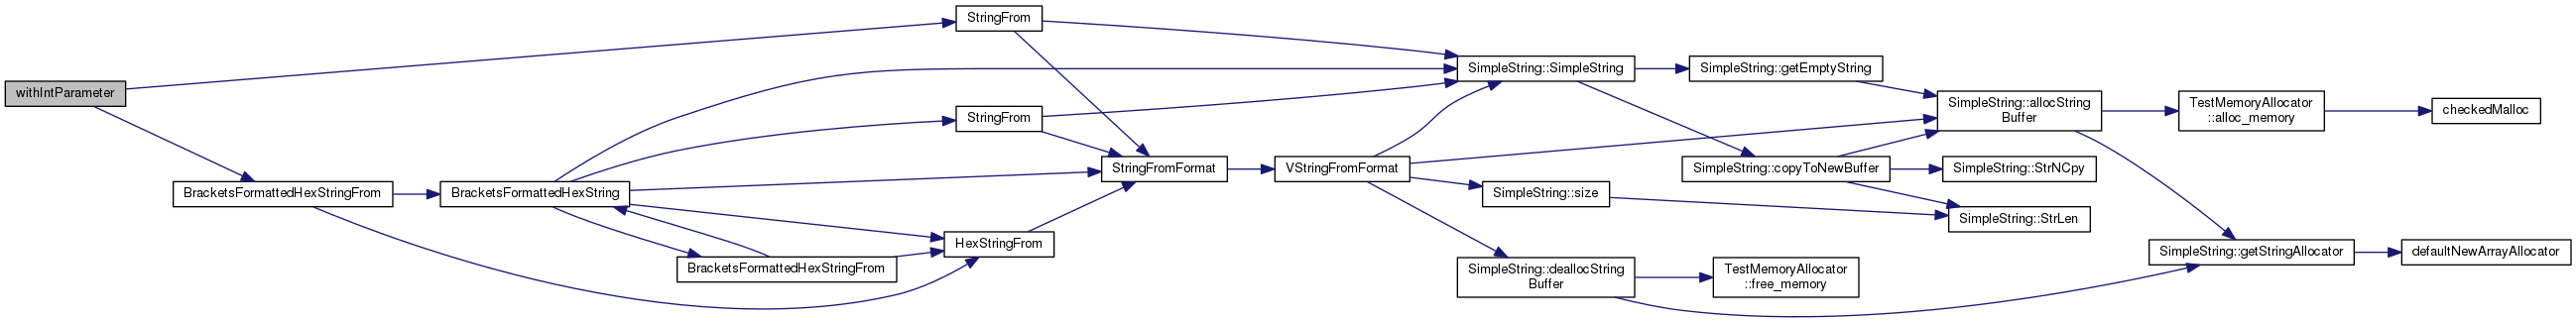 withIntParameter
BracketsFormattedHexStringFrom
BracketsFormattedHexString
StringFrom
StringFrom
BracketsFormattedHexStringFrom
HexStringFrom
StringFromFormat
VStringFromFormat
SimpleString::SimpleString
SimpleString::size
SimpleString::deallocString
Buffer
SimpleString::getEmptyString
SimpleString::copyToNewBuffer
TestMemoryAllocator
::free_memory
SimpleString::allocString
Buffer
SimpleString::StrNCpy
SimpleString::StrLen
TestMemoryAllocator
::alloc_memory
SimpleString::getStringAllocator
checkedMalloc
defaultNewArrayAllocator